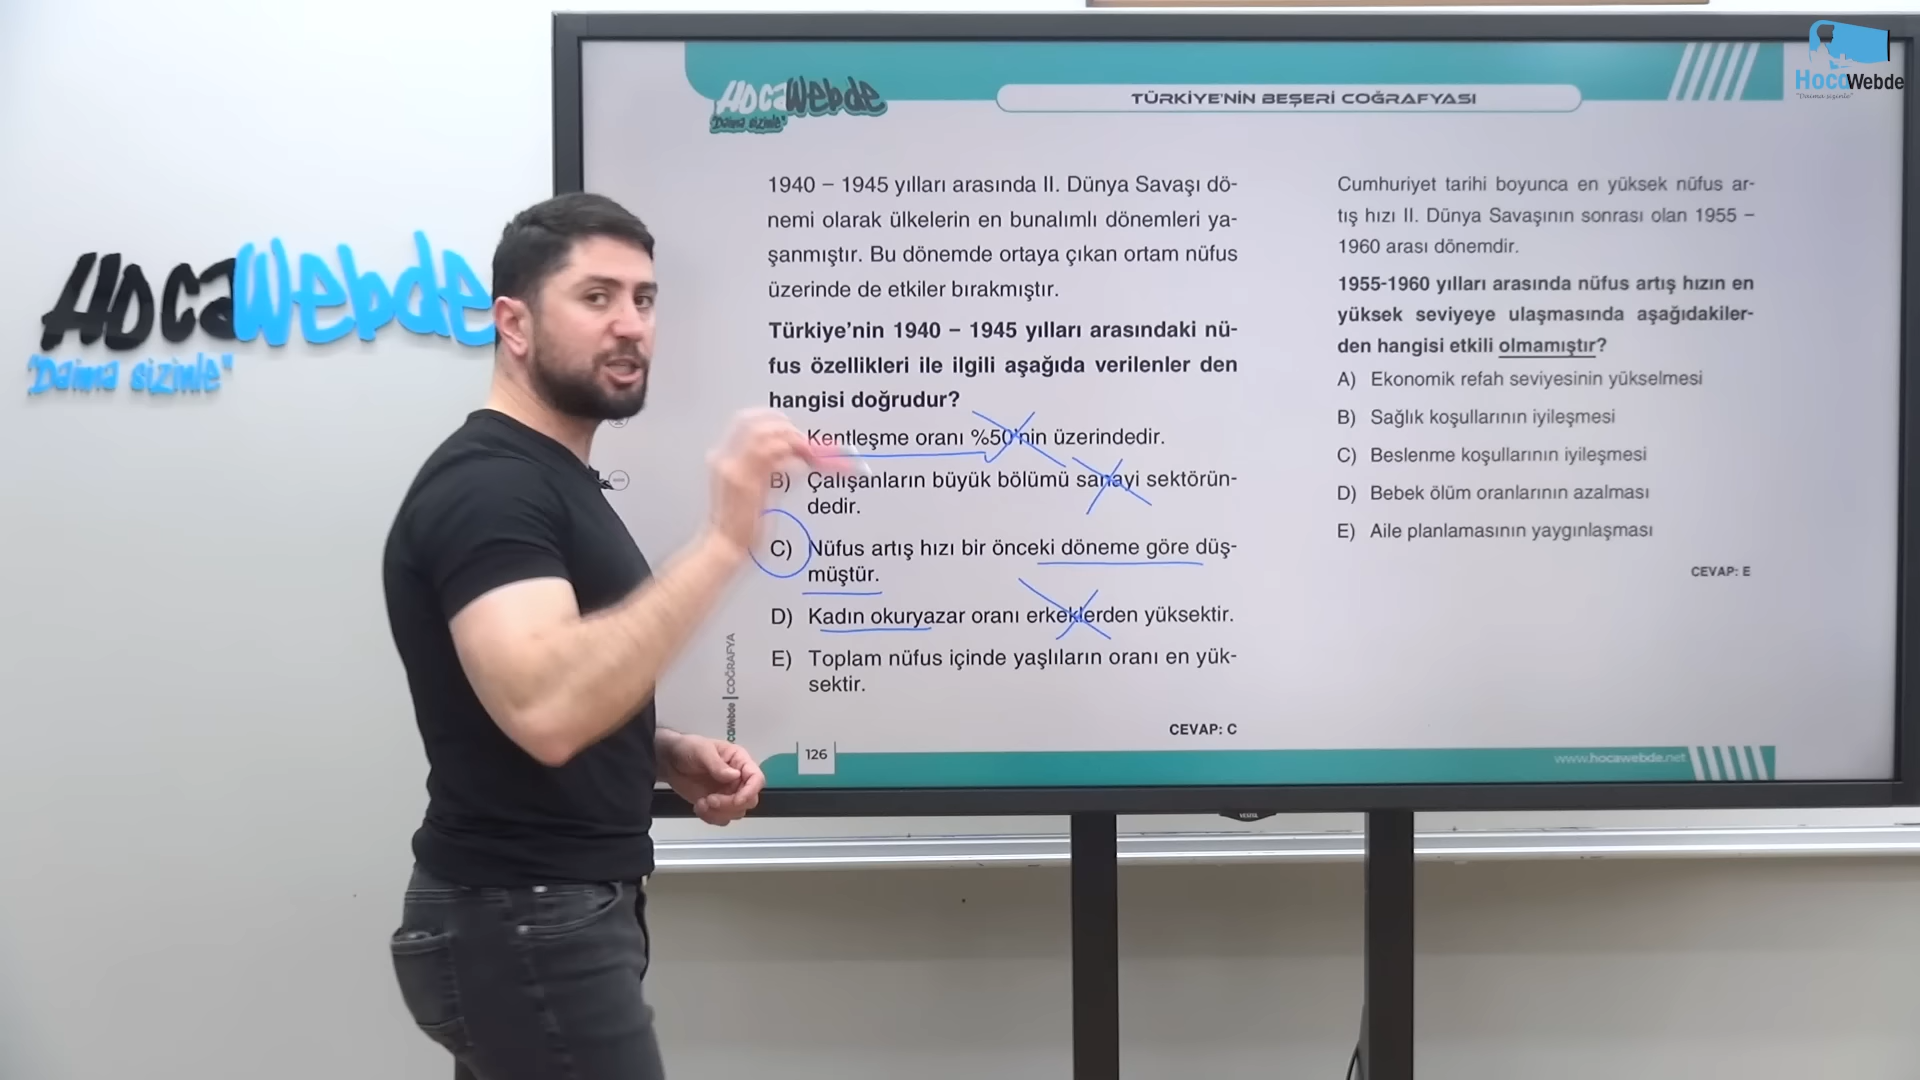 HocaWebde
"Daima sizinle"
HocaWebde
"Daima sizinle"
TÜRKİYE'NİN BEŞERİ COĞRAFYASI
HocaWebde
"Daima sizinle"
1940 – 1945 yılları arasında II. Dünya Savaşı dö-
nemi olarak ülkelerin en bunalımlı dönemleri ya-
şanmıştır. Bu dönemde ortaya çıkan ortam nüfus
üzerinde de etkiler bırakmıştır.
Türkiye'nin 1940 – 1945 yılları arasındaki nü-
fus özellikleri ile ilgili aşağıda verilenler den
hangisi doğrudur?
Kentleşme oranı %50'nin üzerindedir.
B) Çalışanların büyük bölümü sanayi sektörün-
dedir.
C) Nüfus artış hızı bir önceki döneme göre düş-
müştür.
D) Kadın okuryazar oranı erkeklerden yüksektir.
E) Toplam nüfus içinde yaşlıların oranı en yük-
sektir.
CEVAP: C
Cumhuriyet tarihi boyunca en yüksek nüfus ar-
tış hızı II. Dünya Savaşının sonrası olan 1955 –
1960 arası dönemdir.
1955-1960 yılları arasında nüfus artış hızın en
yüksek seviyeye ulaşmasında aşağıdakiler-
den hangisi etkili olmamıştır?
A) Ekonomik refah seviyesinin yükselmesi
B) Sağlık koşullarının iyileşmesi
C) Beslenme koşullarının iyileşmesi
D) Bebek ölüm oranlarının azalması
E) Aile planlamasının yaygınlaşması
CEVAP: E
COĞRAFYA
126
www.hocawebde.net
VESTEL